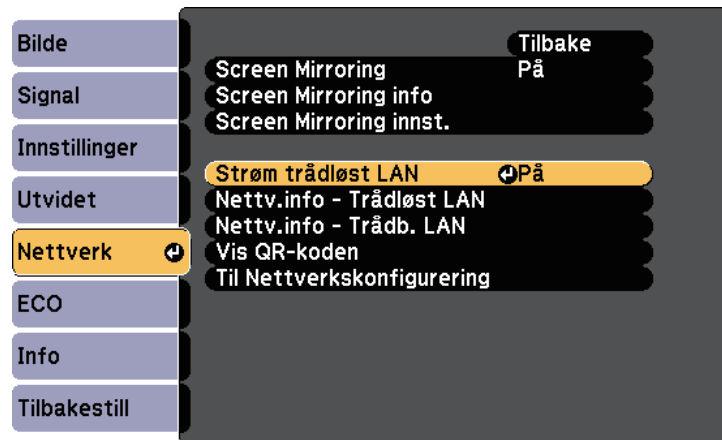 Bilde
Signal
Innstillinger
Utvidet
Nettverk
ECO
Info
Tilbakestill
Tilbake
Screen Mirroring På
Screen Mirroring info
Screen Mirroring innst.
Strøm trådløst LAN På
Nettv.info - Trådløst LAN
Nettv.info - Trådb. LAN
Vis QR-koden
Til Nettverkskonfigurering